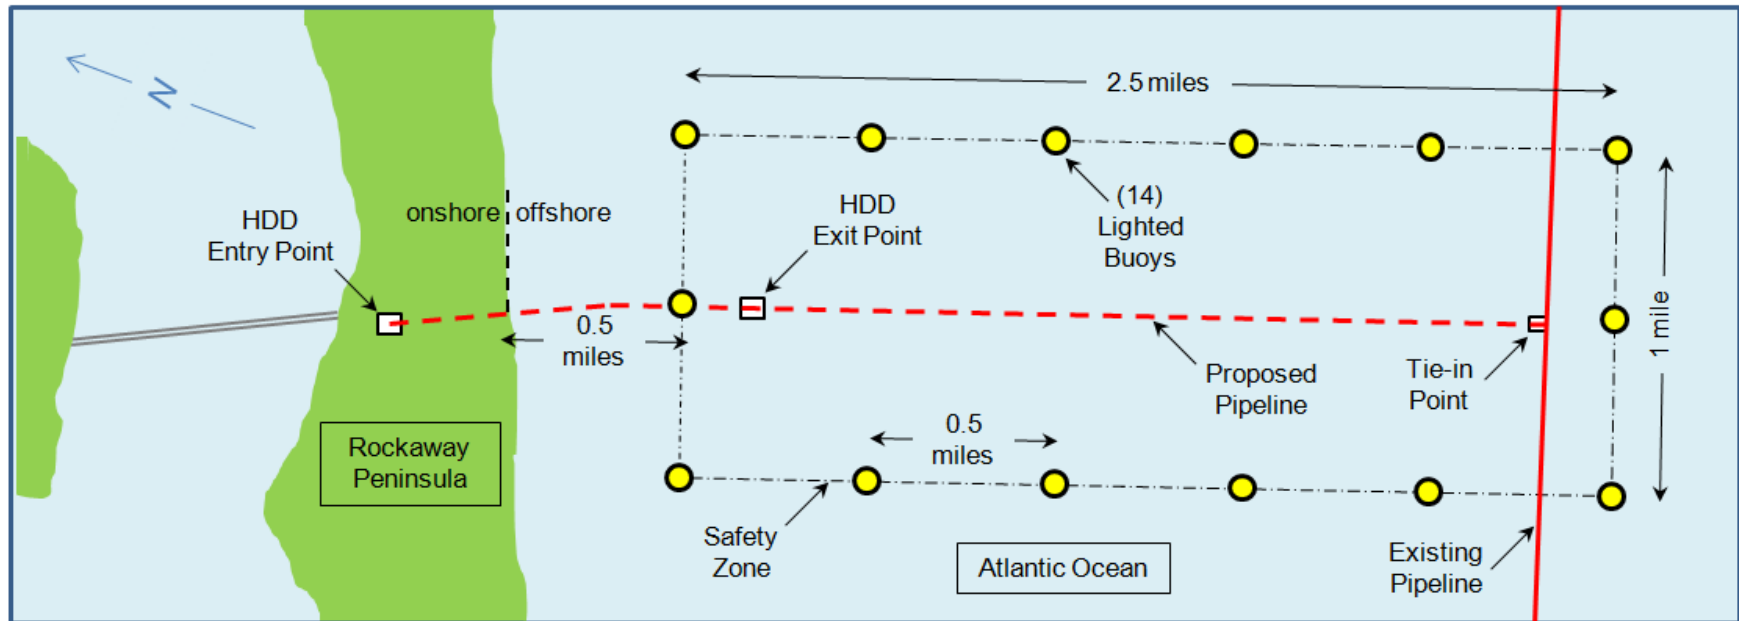 N
2.5 miles
onshore
offshore
HDD
Entry Point
HDD
Exit Point
(14)
Lighted
Buoys
0.5
miles
1 mile
Proposed
Pipeline
Tie-in
Point
0.5
miles
Rockaway
Peninsula
Safety
Zone
Atlantic Ocean
Existing
Pipeline